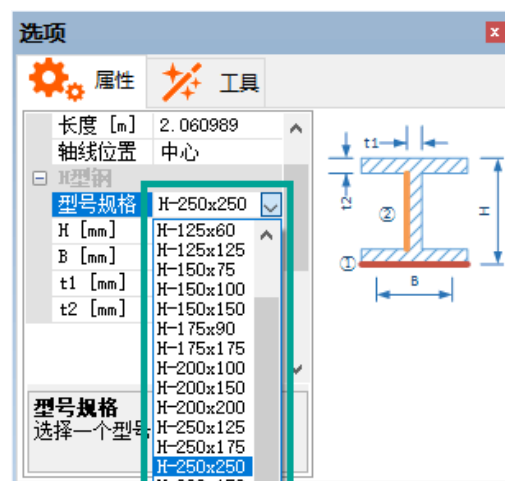 选项
属性 工具
长度 [m] 2.060989
轴线位置 中心
H型钢
型号规格 H-250x250
H [mm]
B [mm]
t1 [mm]
t2 [mm]
H-125x60
H-125x125
H-150x75
H-150x100
H-150x150
H-175x90
H-175x175
H-200x100
H-200x150
H-200x200
H-250x125
H-250x175
H-250x250
型号规格
选择一个型号
t1
t2
②
H
①
B